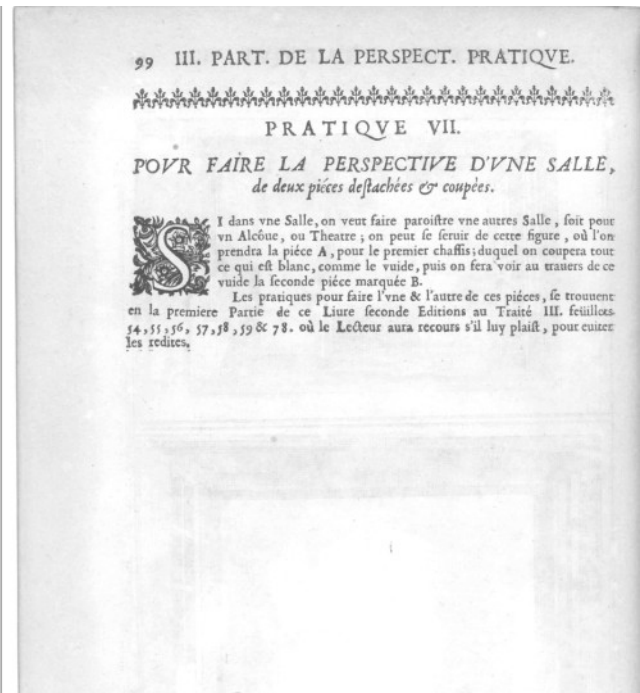 99 III. PART. DE LA PERSPECT. PRATIQVE.
PRATIQVE VII.
POVR FAIRE LA PERSPECTIVE D'VNE SALLE,
de deux piéces deſtachées & coupées.
SI dans vne Salle, on veut faire paroiſtre vne autres Salle, ſoit pour
vn Alcôue, ou Theatre; on peut ſe ſeruir de cette figure, où l'on
prendra la piéce A, pour le premier chaſſis; duquel on coupera tout
ce qui eſt blanc, comme le vuide, puis on fera voir au trauers de ce
vuide la ſeconde piéce marquée B.
Les pratiques pour faire l'vne & l'autre de ces piéces, ſe trouuent
en la premiere Partie de ce Liure ſeconde Editions au Traité III. feüillets
54, 55, 56, 57, 58, 59 & 78. où le Lecteur aura recours s'il luy plaiſt, pour euiter
les redites.